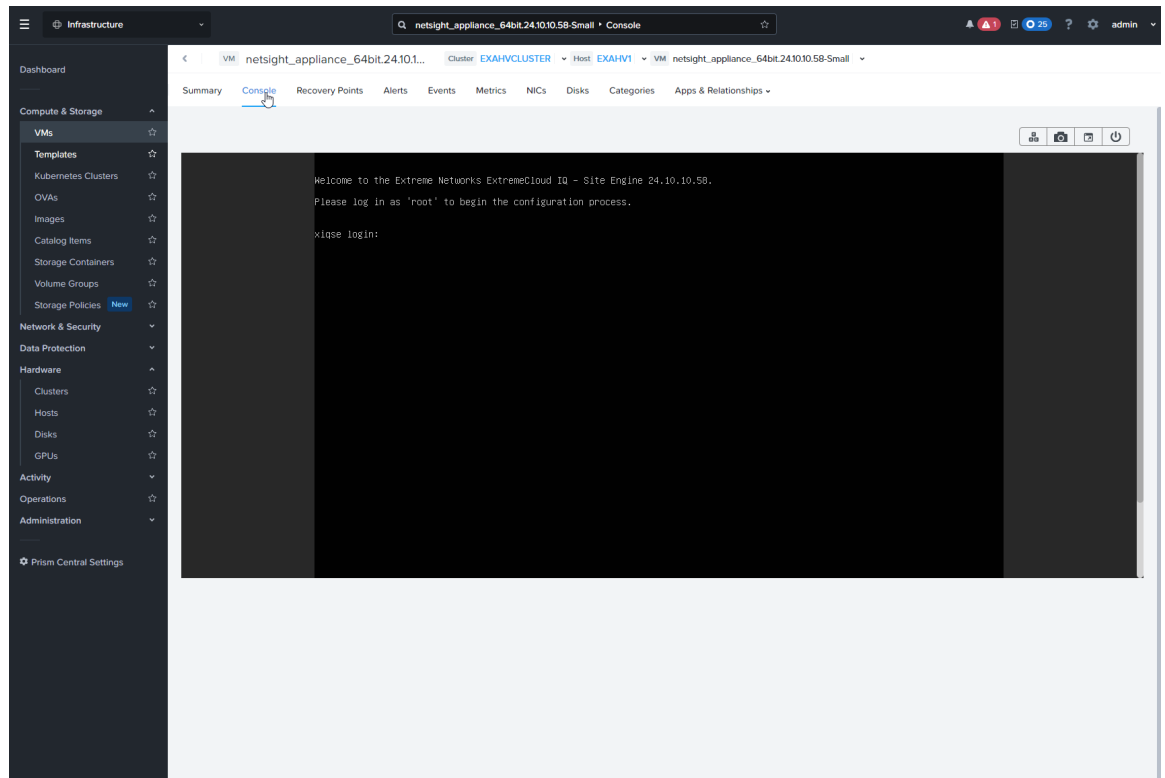 Infrastructure
netsight_appliance_64bit.24.10.10.58-Small • Console
1
25
?
admin
Dashboard
Compute & Storage
VMs
Templates
Kubernetes Clusters
OVAs
Images
Catalog Items
Storage Containers
Volume Groups
Storage Policies New
Network & Security
Data Protection
Hardware
Clusters
Hosts
Disks
GPUs
Activity
Operations
Administration
Prism Central Settings
VM netsight_appliance_64bit.24.10.1... Cluster EXAHVCLUSTER Host EXAHV1 VM netsight_appliance_64bit.24.10.10.58-Small
Summary Console Recovery Points Alerts Events Metrics NICs Disks Categories Apps & Relationships
Welcome to the Extreme Networks ExtremeCloud IQ - Site Engine 24.10.10.58.
Please log in as 'root' to begin the configuration process.
xiqse login: